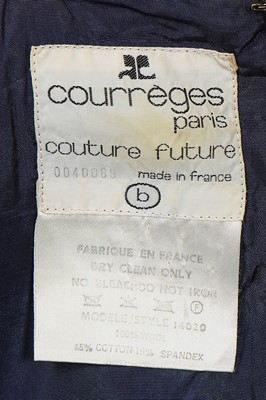 courrèges
paris
couture future
0046069
made in france
b
FABRIQUE EN FRANCE
DRY CLEAN ONLY
NO BLEACH DO NOT IRON
F
MODELE/STYLE 14010
100% WOOL
85% COTTON 15% SPANDEX